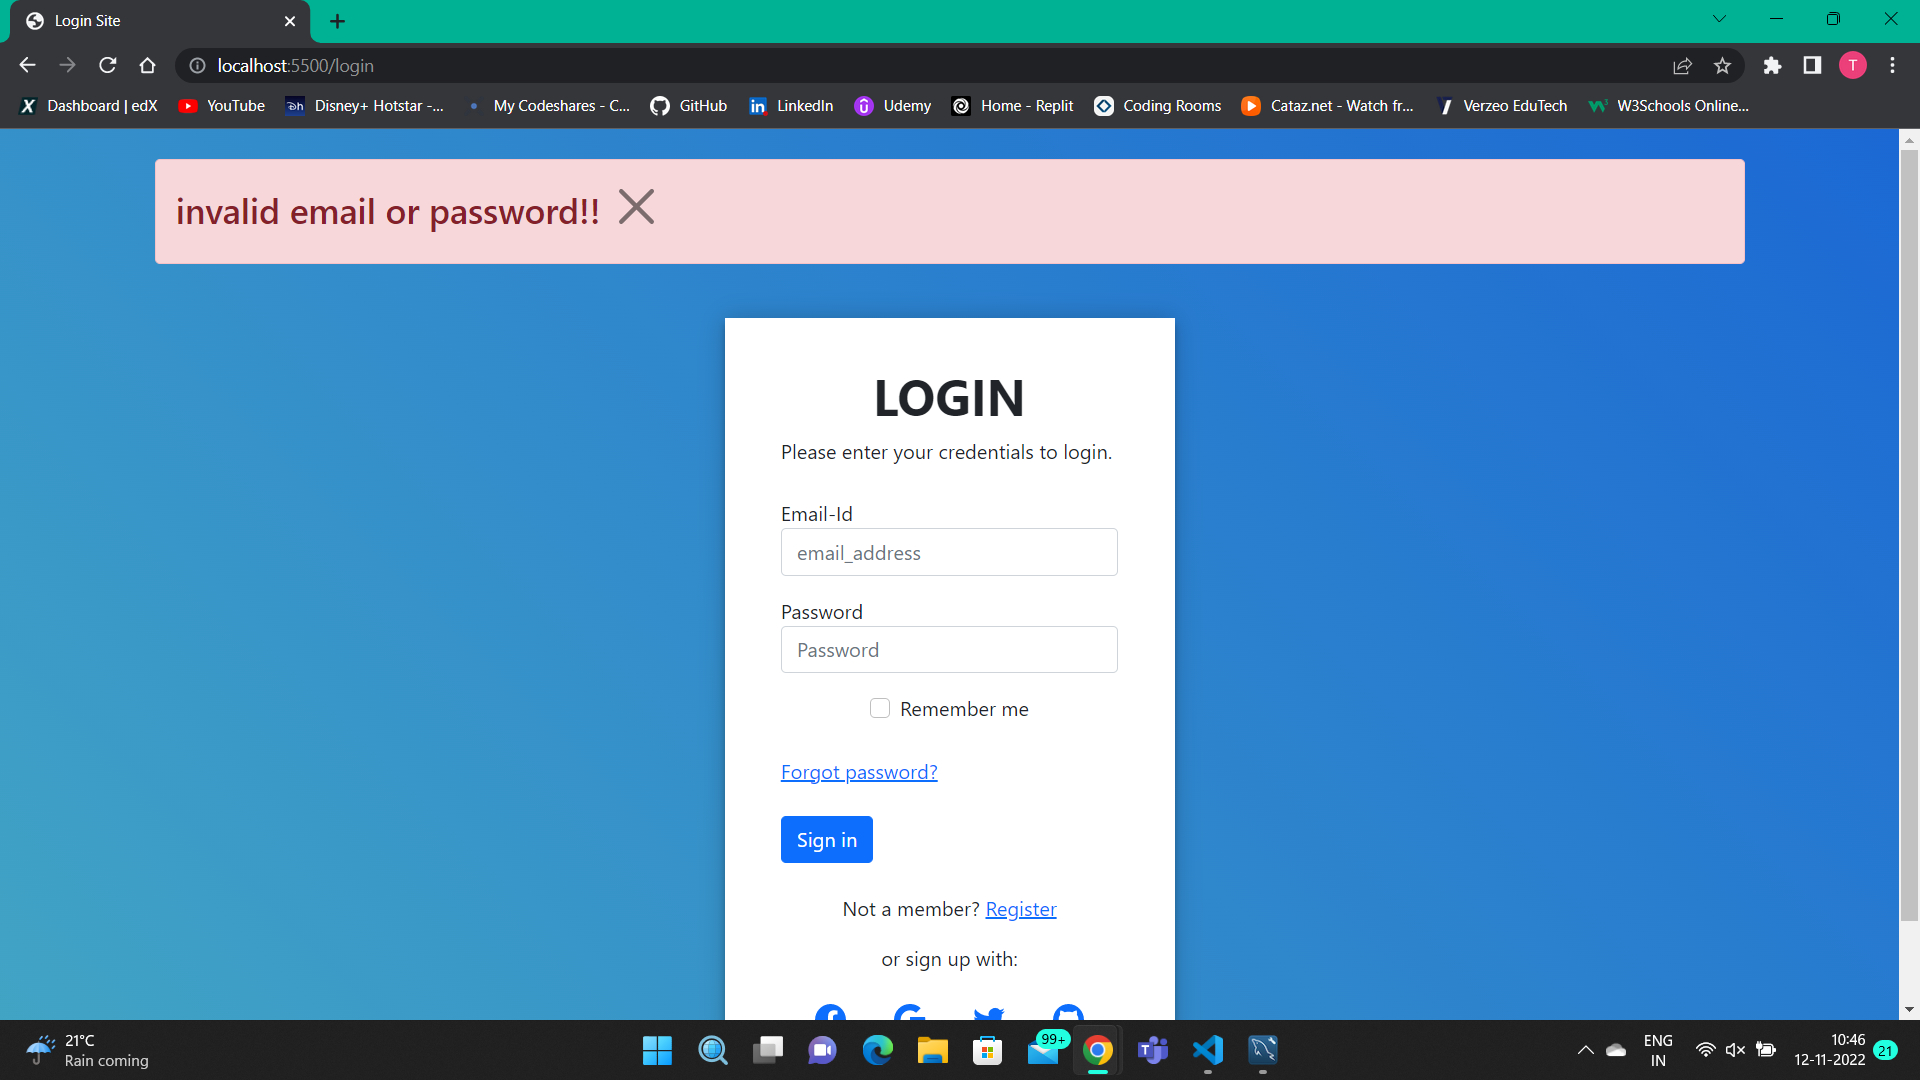 Login Site
localhost:5500/login
Dashboard | edX
YouTube
Disney+ Hotstar -...
My Codeshares - C...
GitHub
LinkedIn
Udemy
Home - Replit
Coding Rooms
Cataz.net - Watch fr...
Verzeo EduTech
W3Schools Online...
T
invalid email or password!!
LOGIN
Please enter your credentials to login.
Email-Id
email_address
Password
Password
Remember me
Forgot password?
Sign in
Not a member? Register
or sign up with:
21°C
Rain coming
99+
ENG
IN
10:46
12-11-2022
21